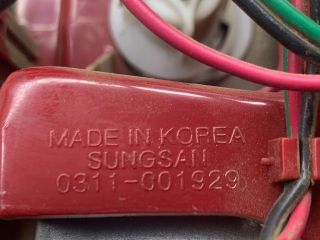 MADE IN KOREA
SUNGSAN
0311-001929